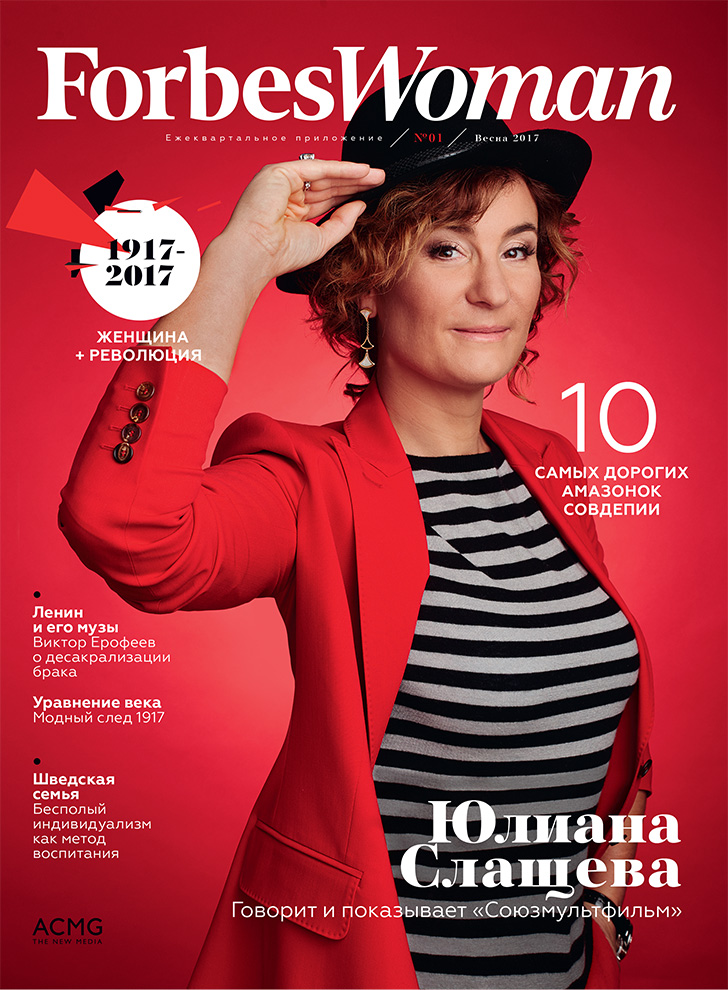 ForbesWoman
Ежеквартальное приложение / №01 / Весна 2017
1917-
2017
ЖЕНЩИНА
+ РЕВОЛЮЦИЯ
10
САМЫХ ДОРОГИХ
АМАЗОНОК
СОВДЕПИИ
Ленин
и его музы
Виктор Ерофеев
о десакрализации
брака
Уравнение века
Модный след 1917
Шведская
семья
Бесполый
индивидуализм
как метод
воспитания
Юлиана
Слащева
Говорит и показывает «Союзмультфильм»
ACMG
THE NEW MEDIA